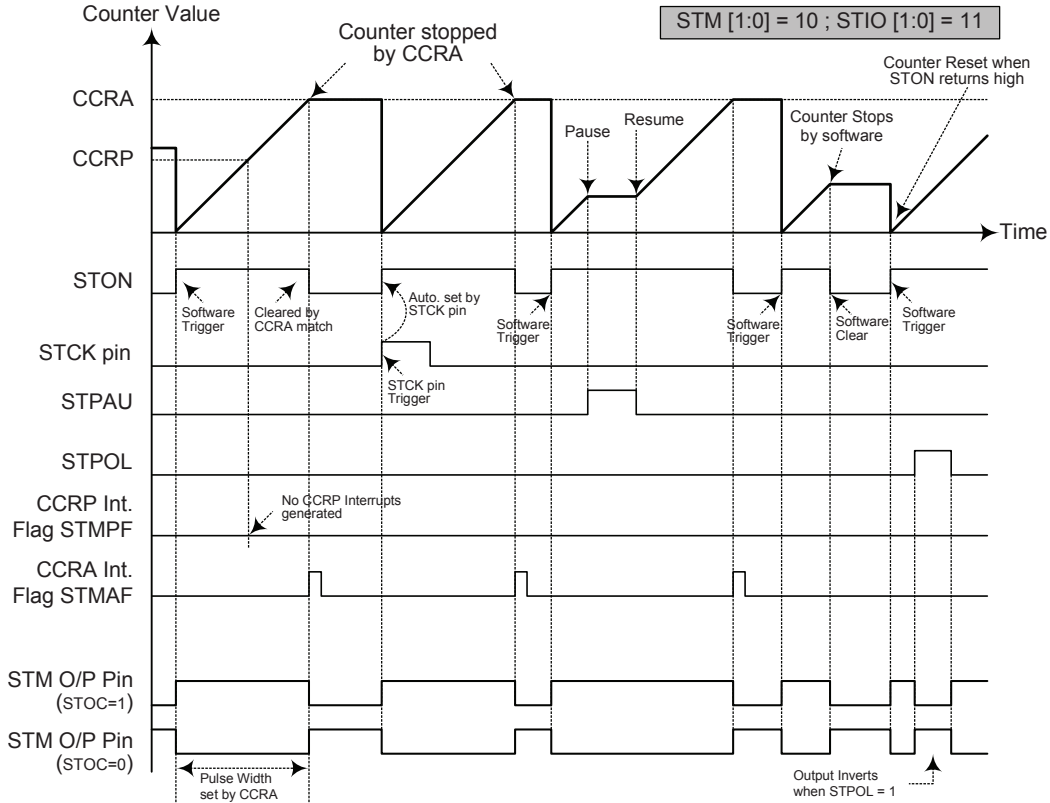 Counter Value
STM [1:0] = 10 ; STIO [1:0] = 11
Counter stopped
by CCRA
Counter Reset when
STON returns high
CCRA
Counter Stops
by software
Pause
Resume
CCRP
Time
STON
Software
Trigger
Cleared by
CCRA match
Auto. set by
STCK pin
Software
Trigger
Software
Trigger
Software
Clear
Software
Trigger
STCK pin
STCK pin
Trigger
STPAU
STPOL
CCRP Int.
Flag STMPF
No CCRP Interrupts
generated
CCRA Int.
Flag STMAF
STM O/P Pin
(STOC=1)
STM O/P Pin
(STOC=0)
Pulse Width
set by CCRA
Output Inverts
when STPOL = 1